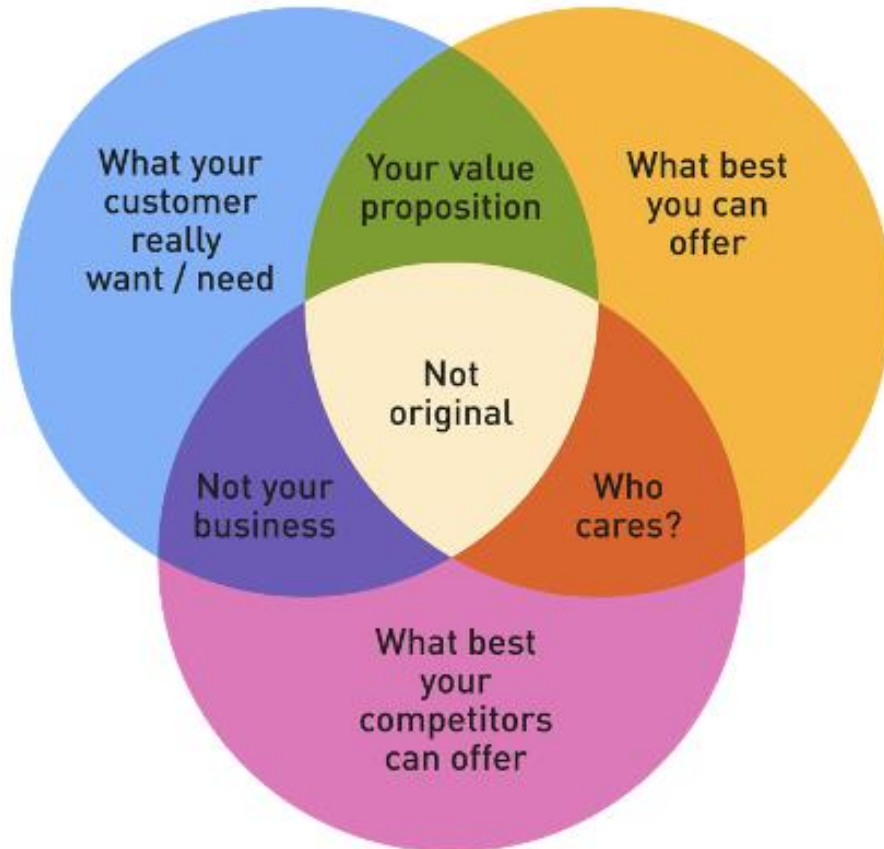 What your
customer
really
want / need
Your value
proposition
What best
you can
offer
Not
original
Not your
business
Who
cares?
What best
your
competitors
can offer